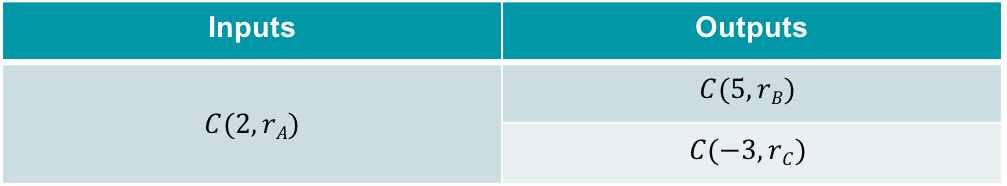 Inputs Outputs
C(5, r_B)
C(2, r_A)
C(−3, r_C)